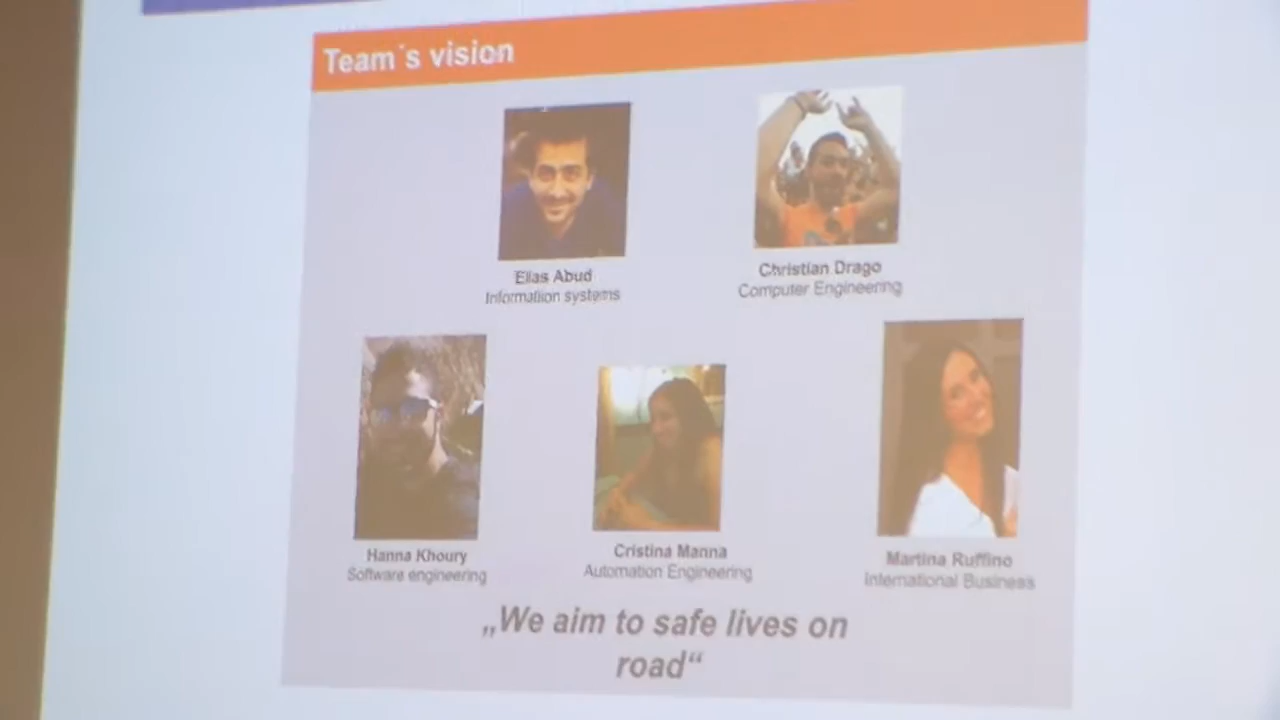 Team´s vision
Elias Abud
Information systems
Christian Drago
Computer Engineering
Hanna Khoury
Software engineering
Cristina Manna
Automation Engineering
Martina Ruffino
International Business
„We aim to safe lives on
road“